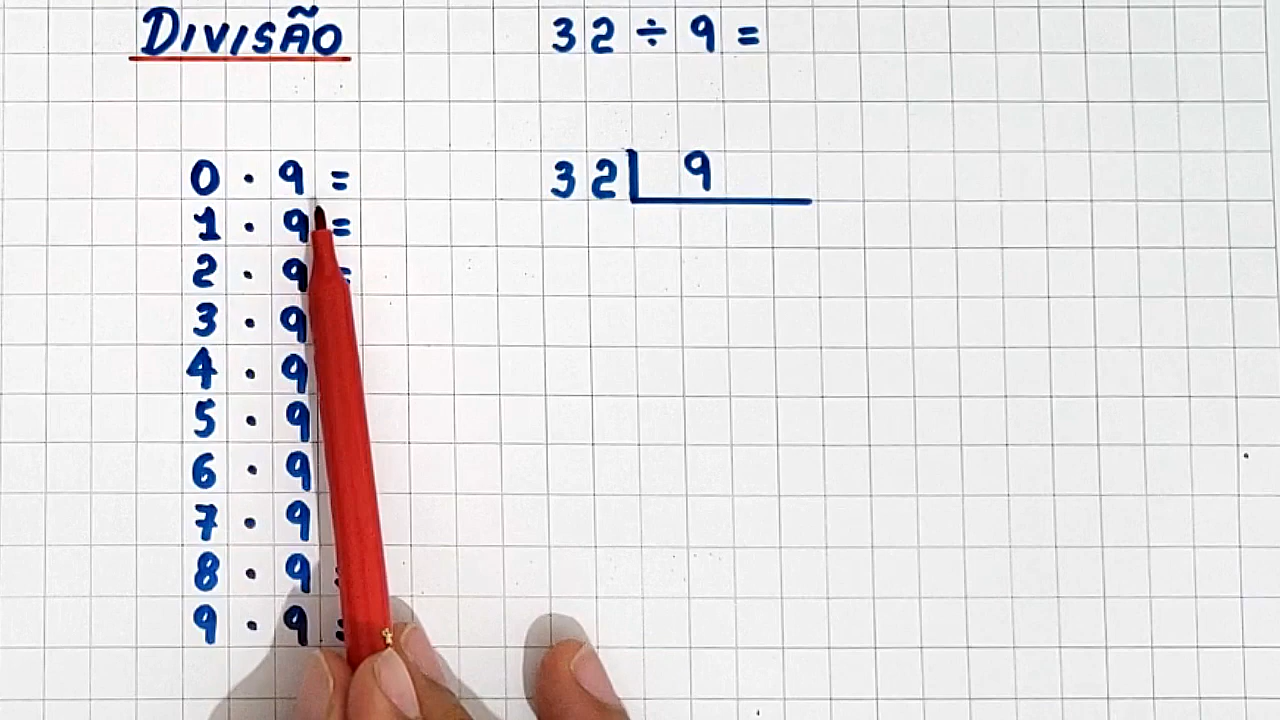 DIVISÃO
32 ÷ 9 =
0 · 9 =
1 · 9 =
2 · 9 =
3 · 9
4 · 9
5 · 9
6 · 9
7 · 9
8 · 9 =
9 · 9 =
32 9